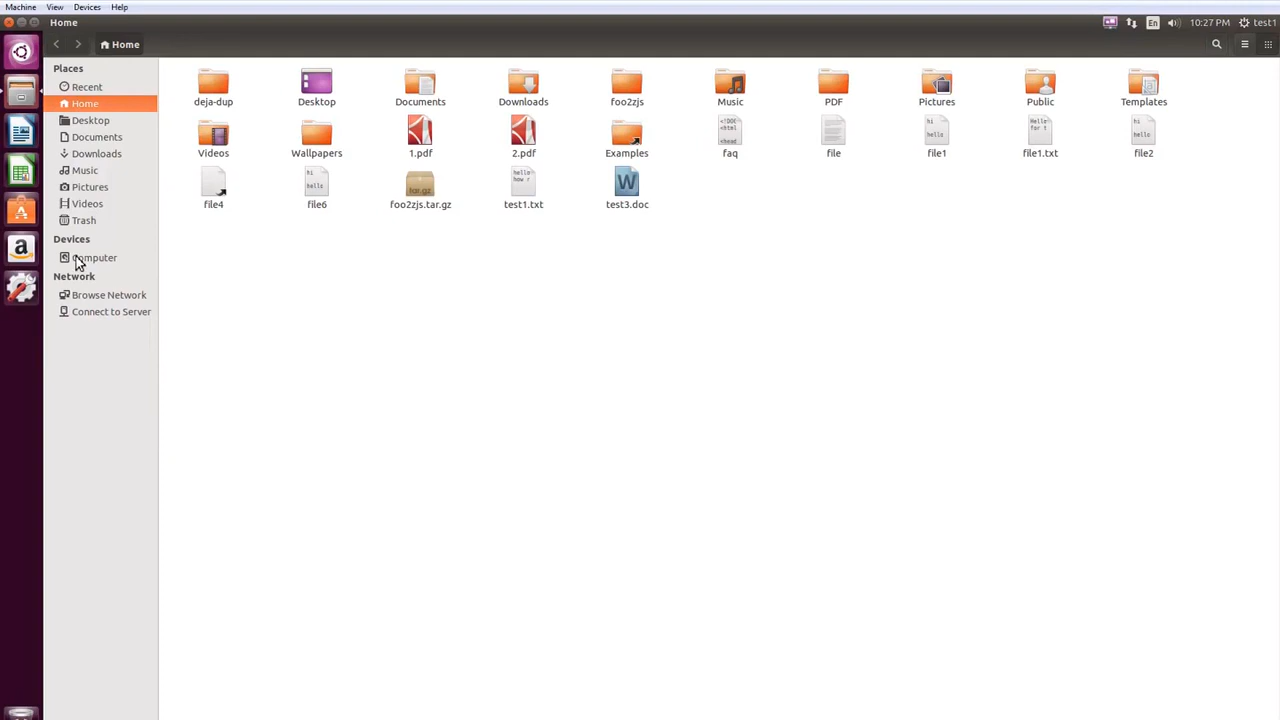 Machine View Devices Help
Home En 10:27 PM test1
Home
Places
Recent
Home
Desktop
Documents
Downloads
Music
Pictures
Videos
Trash
Devices
Computer
Network
Browse Network
Connect to Server
deja-dup Desktop Documents Downloads foo2zjs Music PDF Pictures Public Templates
Videos Wallpapers 1.pdf 2.pdf Examples faq file file1 file1.txt file2
file4 file6 foo2zjs.tar.gz test1.txt test3.doc